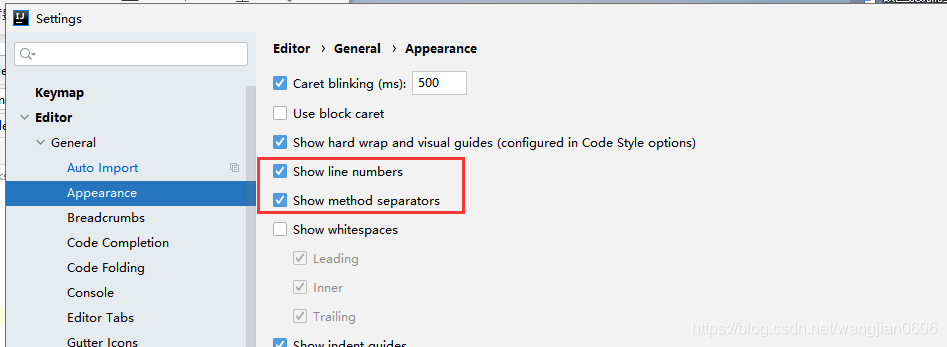 IJ Settings
Editor › General › Appearance
Keymap
Editor
General
Auto Import
Appearance
Breadcrumbs
Code Completion
Code Folding
Console
Editor Tabs
Gutter Icons
Caret blinking (ms): 500
Use block caret
Show hard wrap and visual guides (configured in Code Style options)
Show line numbers
Show method separators
Show whitespaces
Leading
Inner
Trailing
Show indent guides
https://blog.csdn.net/wangjian0606